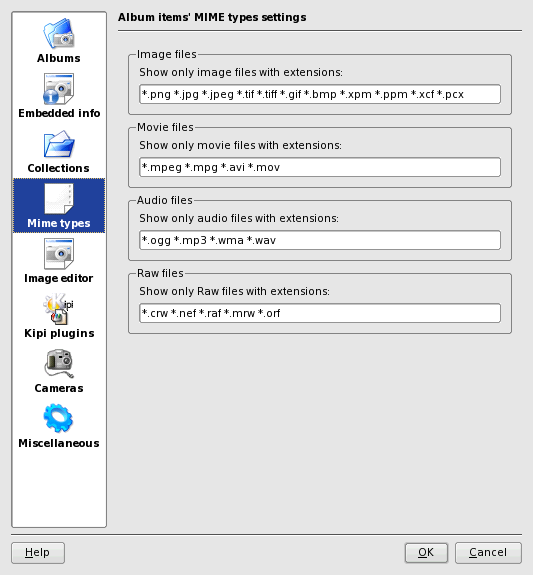 Albums
Embedded info
Collections
Mime types
Image editor
Kipi plugins
Cameras
Miscellaneous
Album items' MIME types settings
Image files
Show only image files with extensions:
*.png *.jpg *.jpeg *.tif *.tiff *.gif *.bmp *.xpm *.ppm *.xcf *.pcx
Movie files
Show only movie files with extensions:
*.mpeg *.mpg *.avi *.mov
Audio files
Show only audio files with extensions:
*.ogg *.mp3 *.wma *.wav
Raw files
Show only Raw files with extensions:
*.crw *.nef *.raf *.mrw *.orf
Help
OK
Cancel